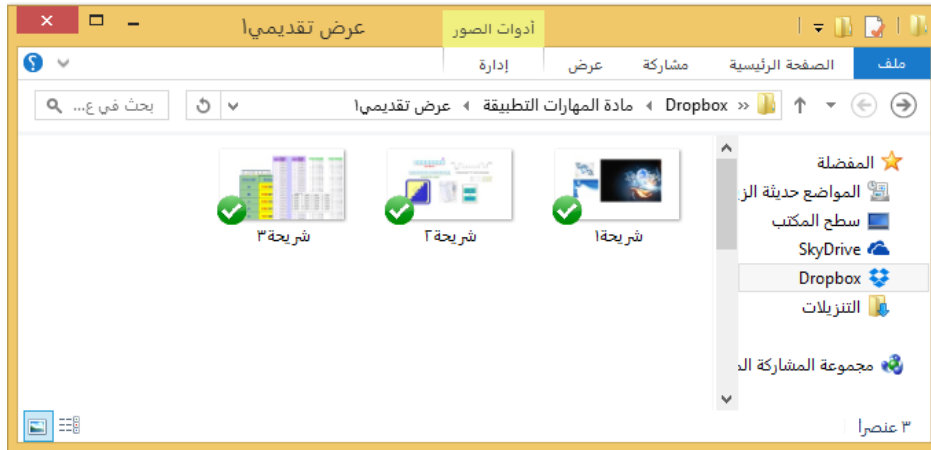 عرض تقديمي١
أدوات الصور
ملف
الصفحة الرئيسية
مشاركة
عرض
إدارة
Dropbox
مادة المهارات التطبيقة
عرض تقديمي١
بحث في ع...
المفضلة
المواضع حديثة الز
سطح المكتب
SkyDrive
Dropbox
التنزيلات
مجموعة المشاركة الم
شريحة١
شريحة٢
شريحة٣
٣ عنصرا